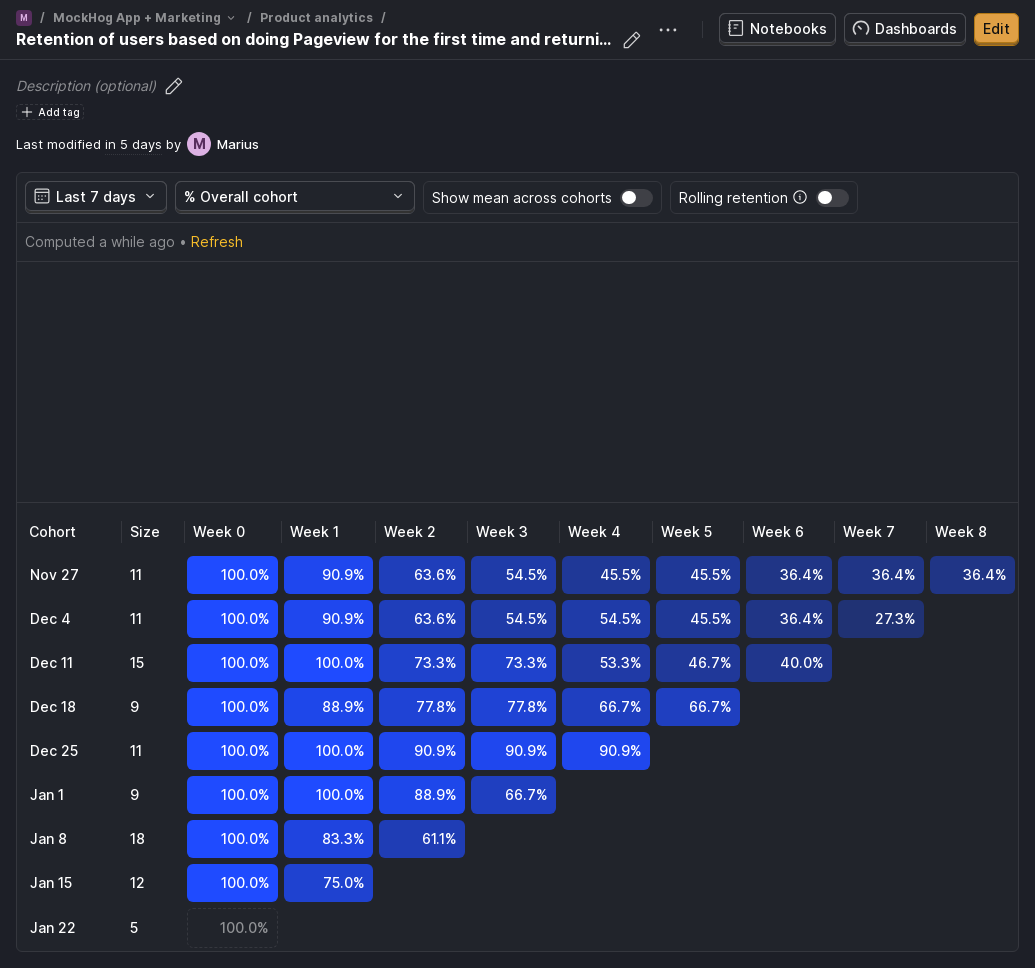 M / MockHog App + Marketing / Product analytics /
Retention of users based on doing Pageview for the first time and returni...
Notebooks
Dashboards
Edit
Description (optional)
Add tag
Last modified in 5 days by M Marius
Last 7 days
% Overall cohort
Show mean across cohorts
Rolling retention
Computed a while ago • Refresh
Cohort Size Week 0 Week 1 Week 2 Week 3 Week 4 Week 5 Week 6 Week 7 Week 8
Nov 27 11 100.0% 90.9% 63.6% 54.5% 45.5% 45.5% 36.4% 36.4% 36.4%
Dec 4 11 100.0% 90.9% 63.6% 54.5% 54.5% 45.5% 36.4% 27.3%
Dec 11 15 100.0% 100.0% 73.3% 73.3% 53.3% 46.7% 40.0%
Dec 18 9 100.0% 88.9% 77.8% 77.8% 66.7% 66.7%
Dec 25 11 100.0% 100.0% 90.9% 90.9% 90.9%
Jan 1 9 100.0% 100.0% 88.9% 66.7%
Jan 8 18 100.0% 83.3% 61.1%
Jan 15 12 100.0% 75.0%
Jan 22 5 100.0%